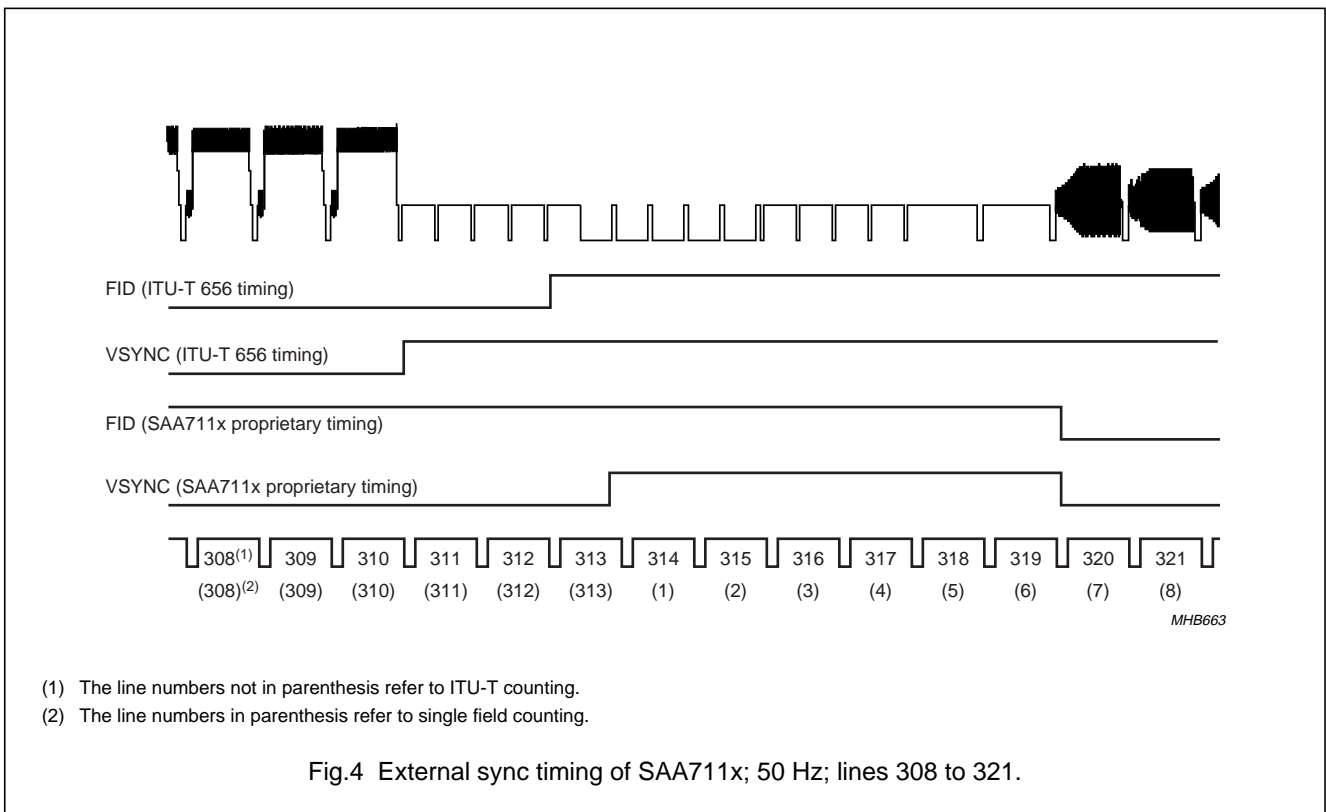 FID (ITU-T 656 timing)
VSYNC (ITU-T 656 timing)
FID (SAA711x proprietary timing)
VSYNC (SAA711x proprietary timing)
308(1) 309 310 311 312 313 314 315 316 317 318 319 320 321
(308)(2) (309) (310) (311) (312) (313) (1) (2) (3) (4) (5) (6) (7) (8)
MHB663
(1) The line numbers not in parenthesis refer to ITU-T counting.
(2) The line numbers in parenthesis refer to single field counting.
Fig.4 External sync timing of SAA711x; 50 Hz; lines 308 to 321.